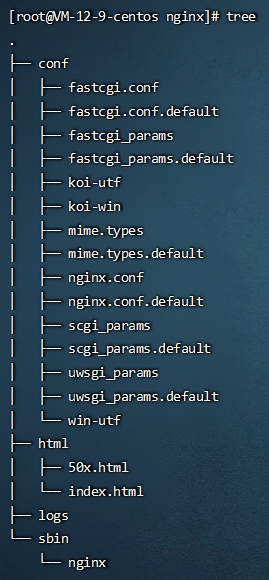 [root@VM-12-9-centos nginx]# tree
.
├── conf
│   ├── fastcgi.conf
│   ├── fastcgi.conf.default
│   ├── fastcgi_params
│   ├── fastcgi_params.default
│   ├── koi-utf
│   ├── koi-win
│   ├── mime.types
│   ├── mime.types.default
│   ├── nginx.conf
│   ├── nginx.conf.default
│   ├── scgi_params
│   ├── scgi_params.default
│   ├── uwsgi_params
│   ├── uwsgi_params.default
│   └── win-utf
├── html
│   ├── 50x.html
│   └── index.html
├── logs
└── sbin
    └── nginx